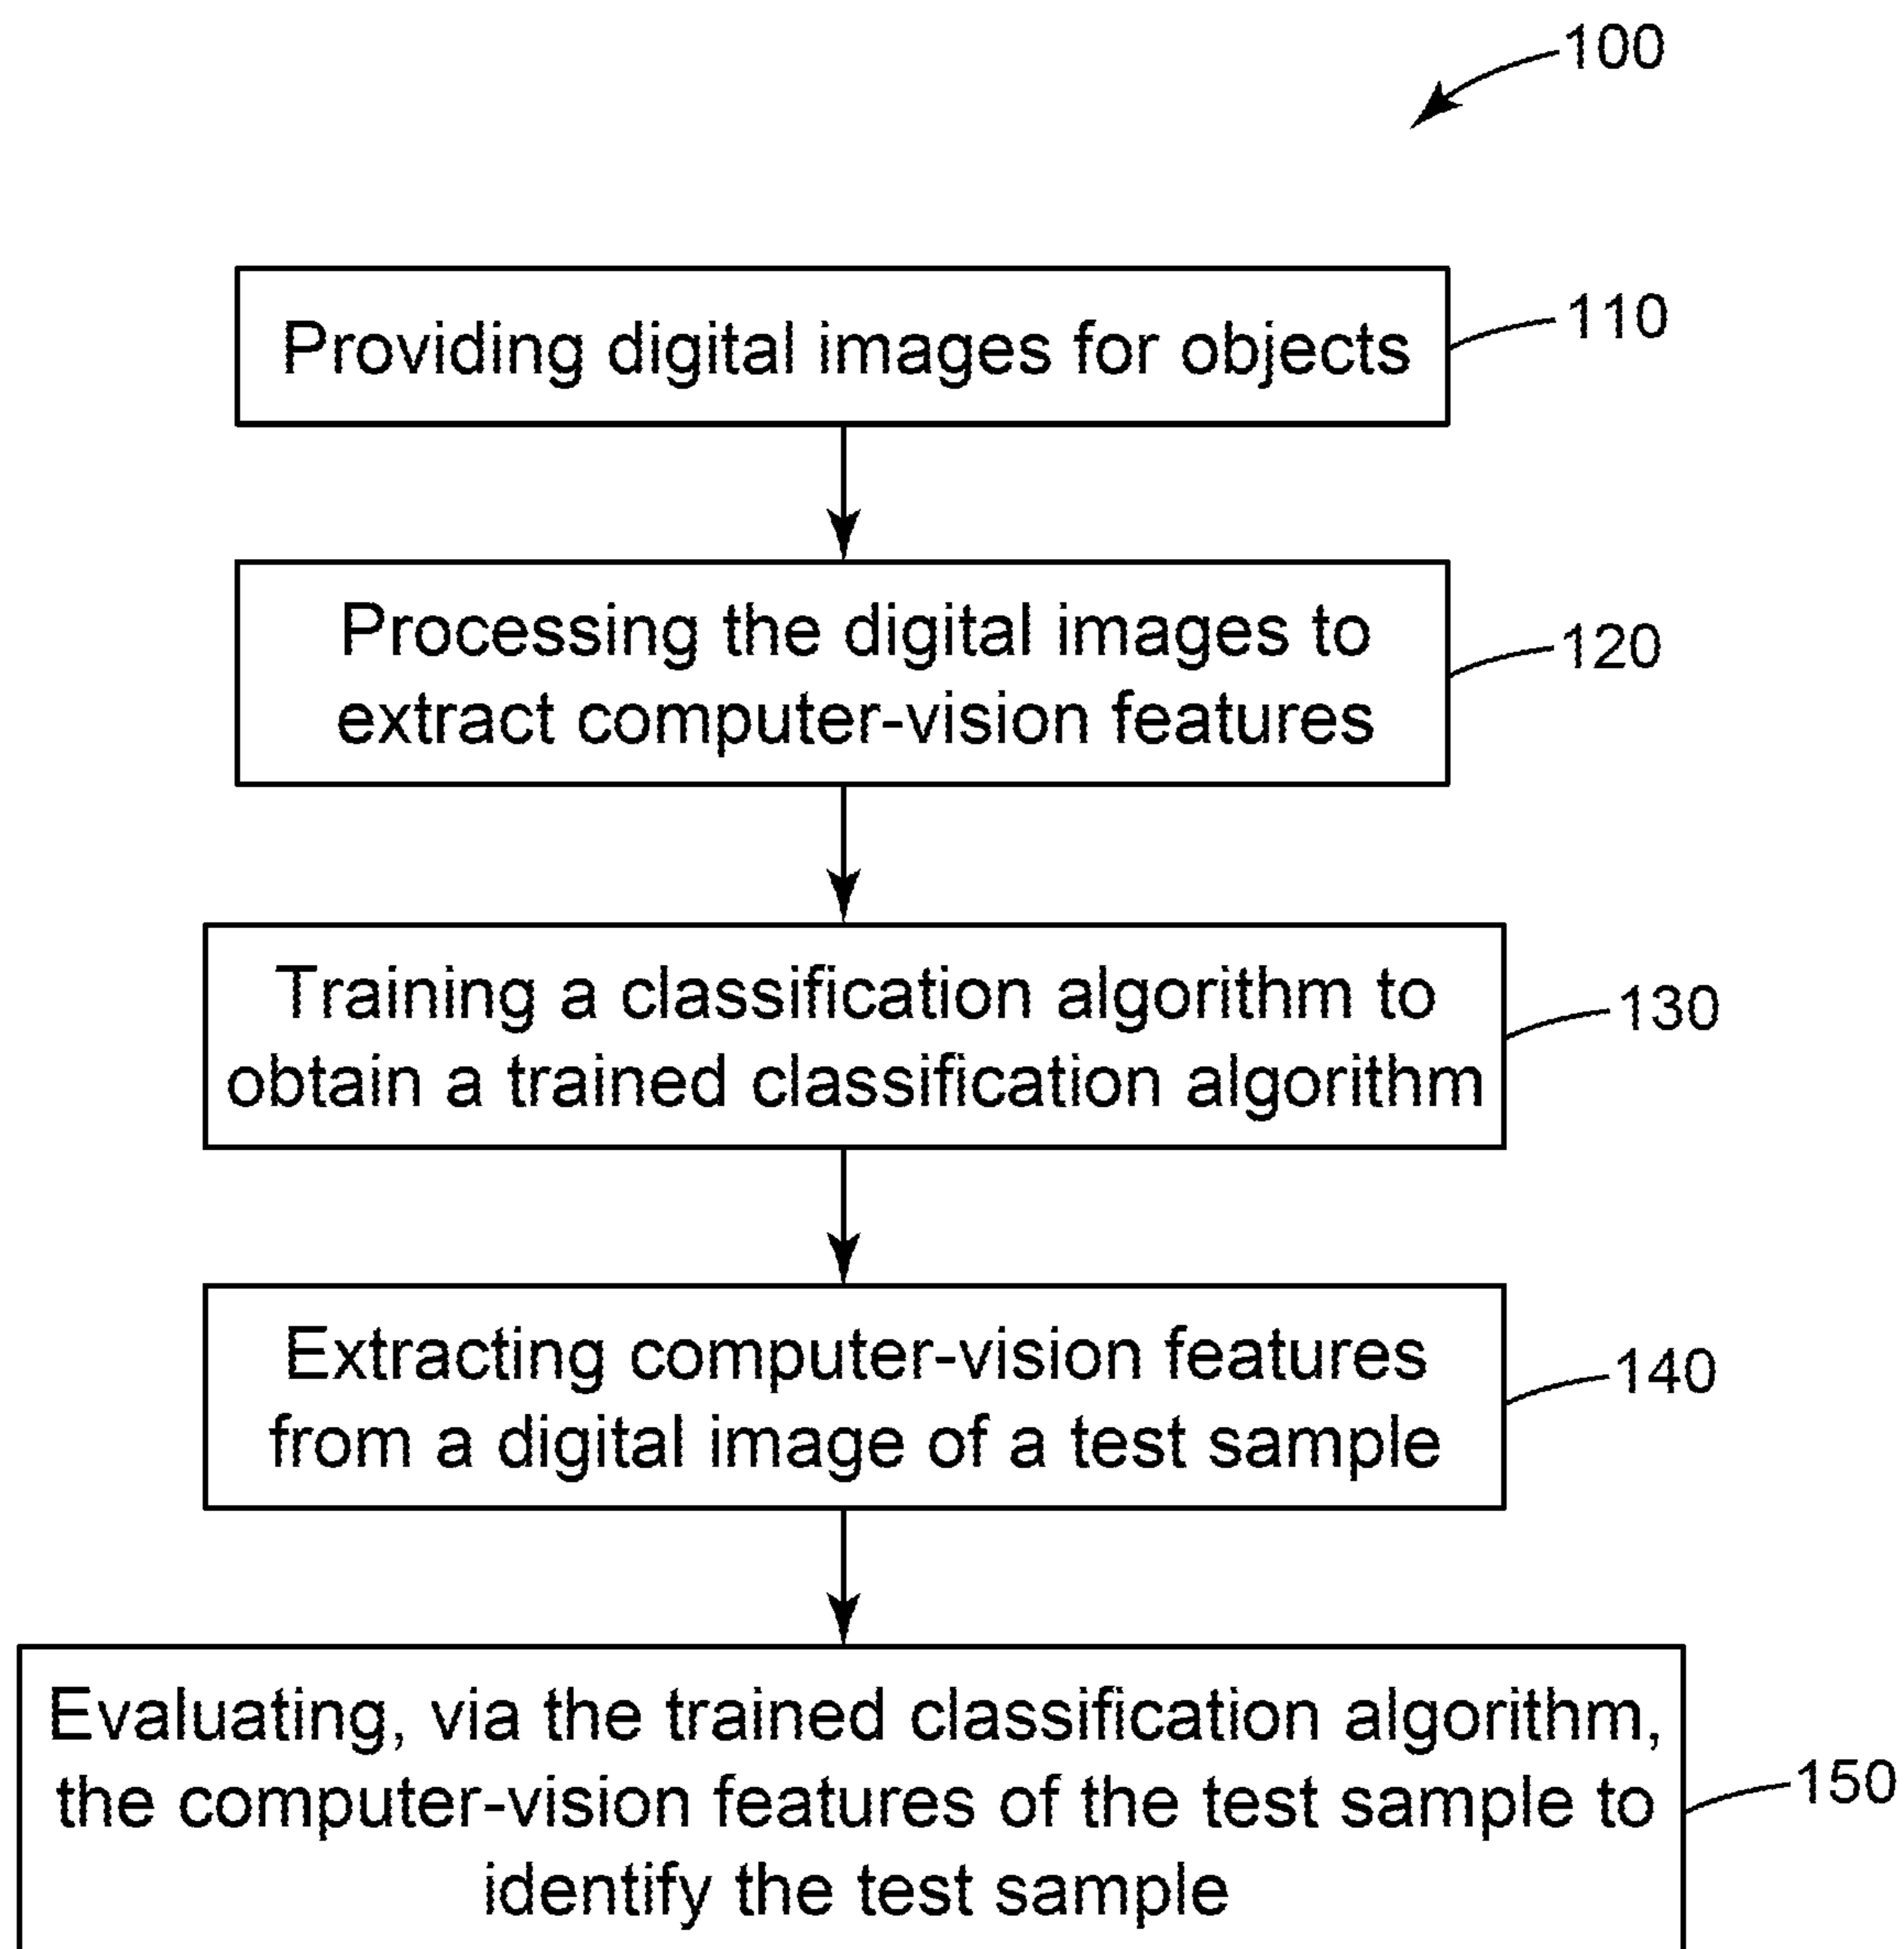 100
Providing digital images for objects
110
Processing the digital images to
extract computer-vision features
120
Training a classification algorithm to
obtain a trained classification algorithm
130
Extracting computer-vision features
from a digital image of a test sample
140
Evaluating, via the trained classification algorithm,
the computer-vision features of the test sample to
identify the test sample
150